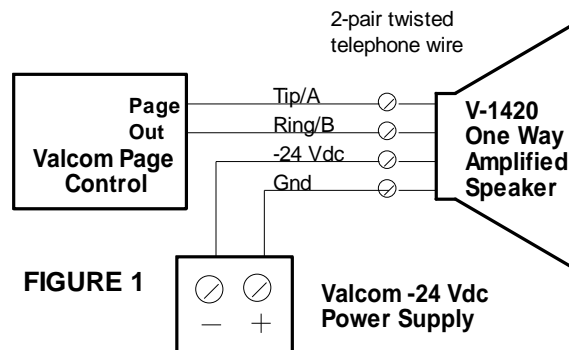 2-pair twisted
telephone wire
Page
Out
Valcom Page
Control
Tip/A
Ring/B
-24 Vdc
Gnd
V-1420
One Way
Amplified
Speaker
FIGURE 1
− +
Valcom -24 Vdc
Power Supply